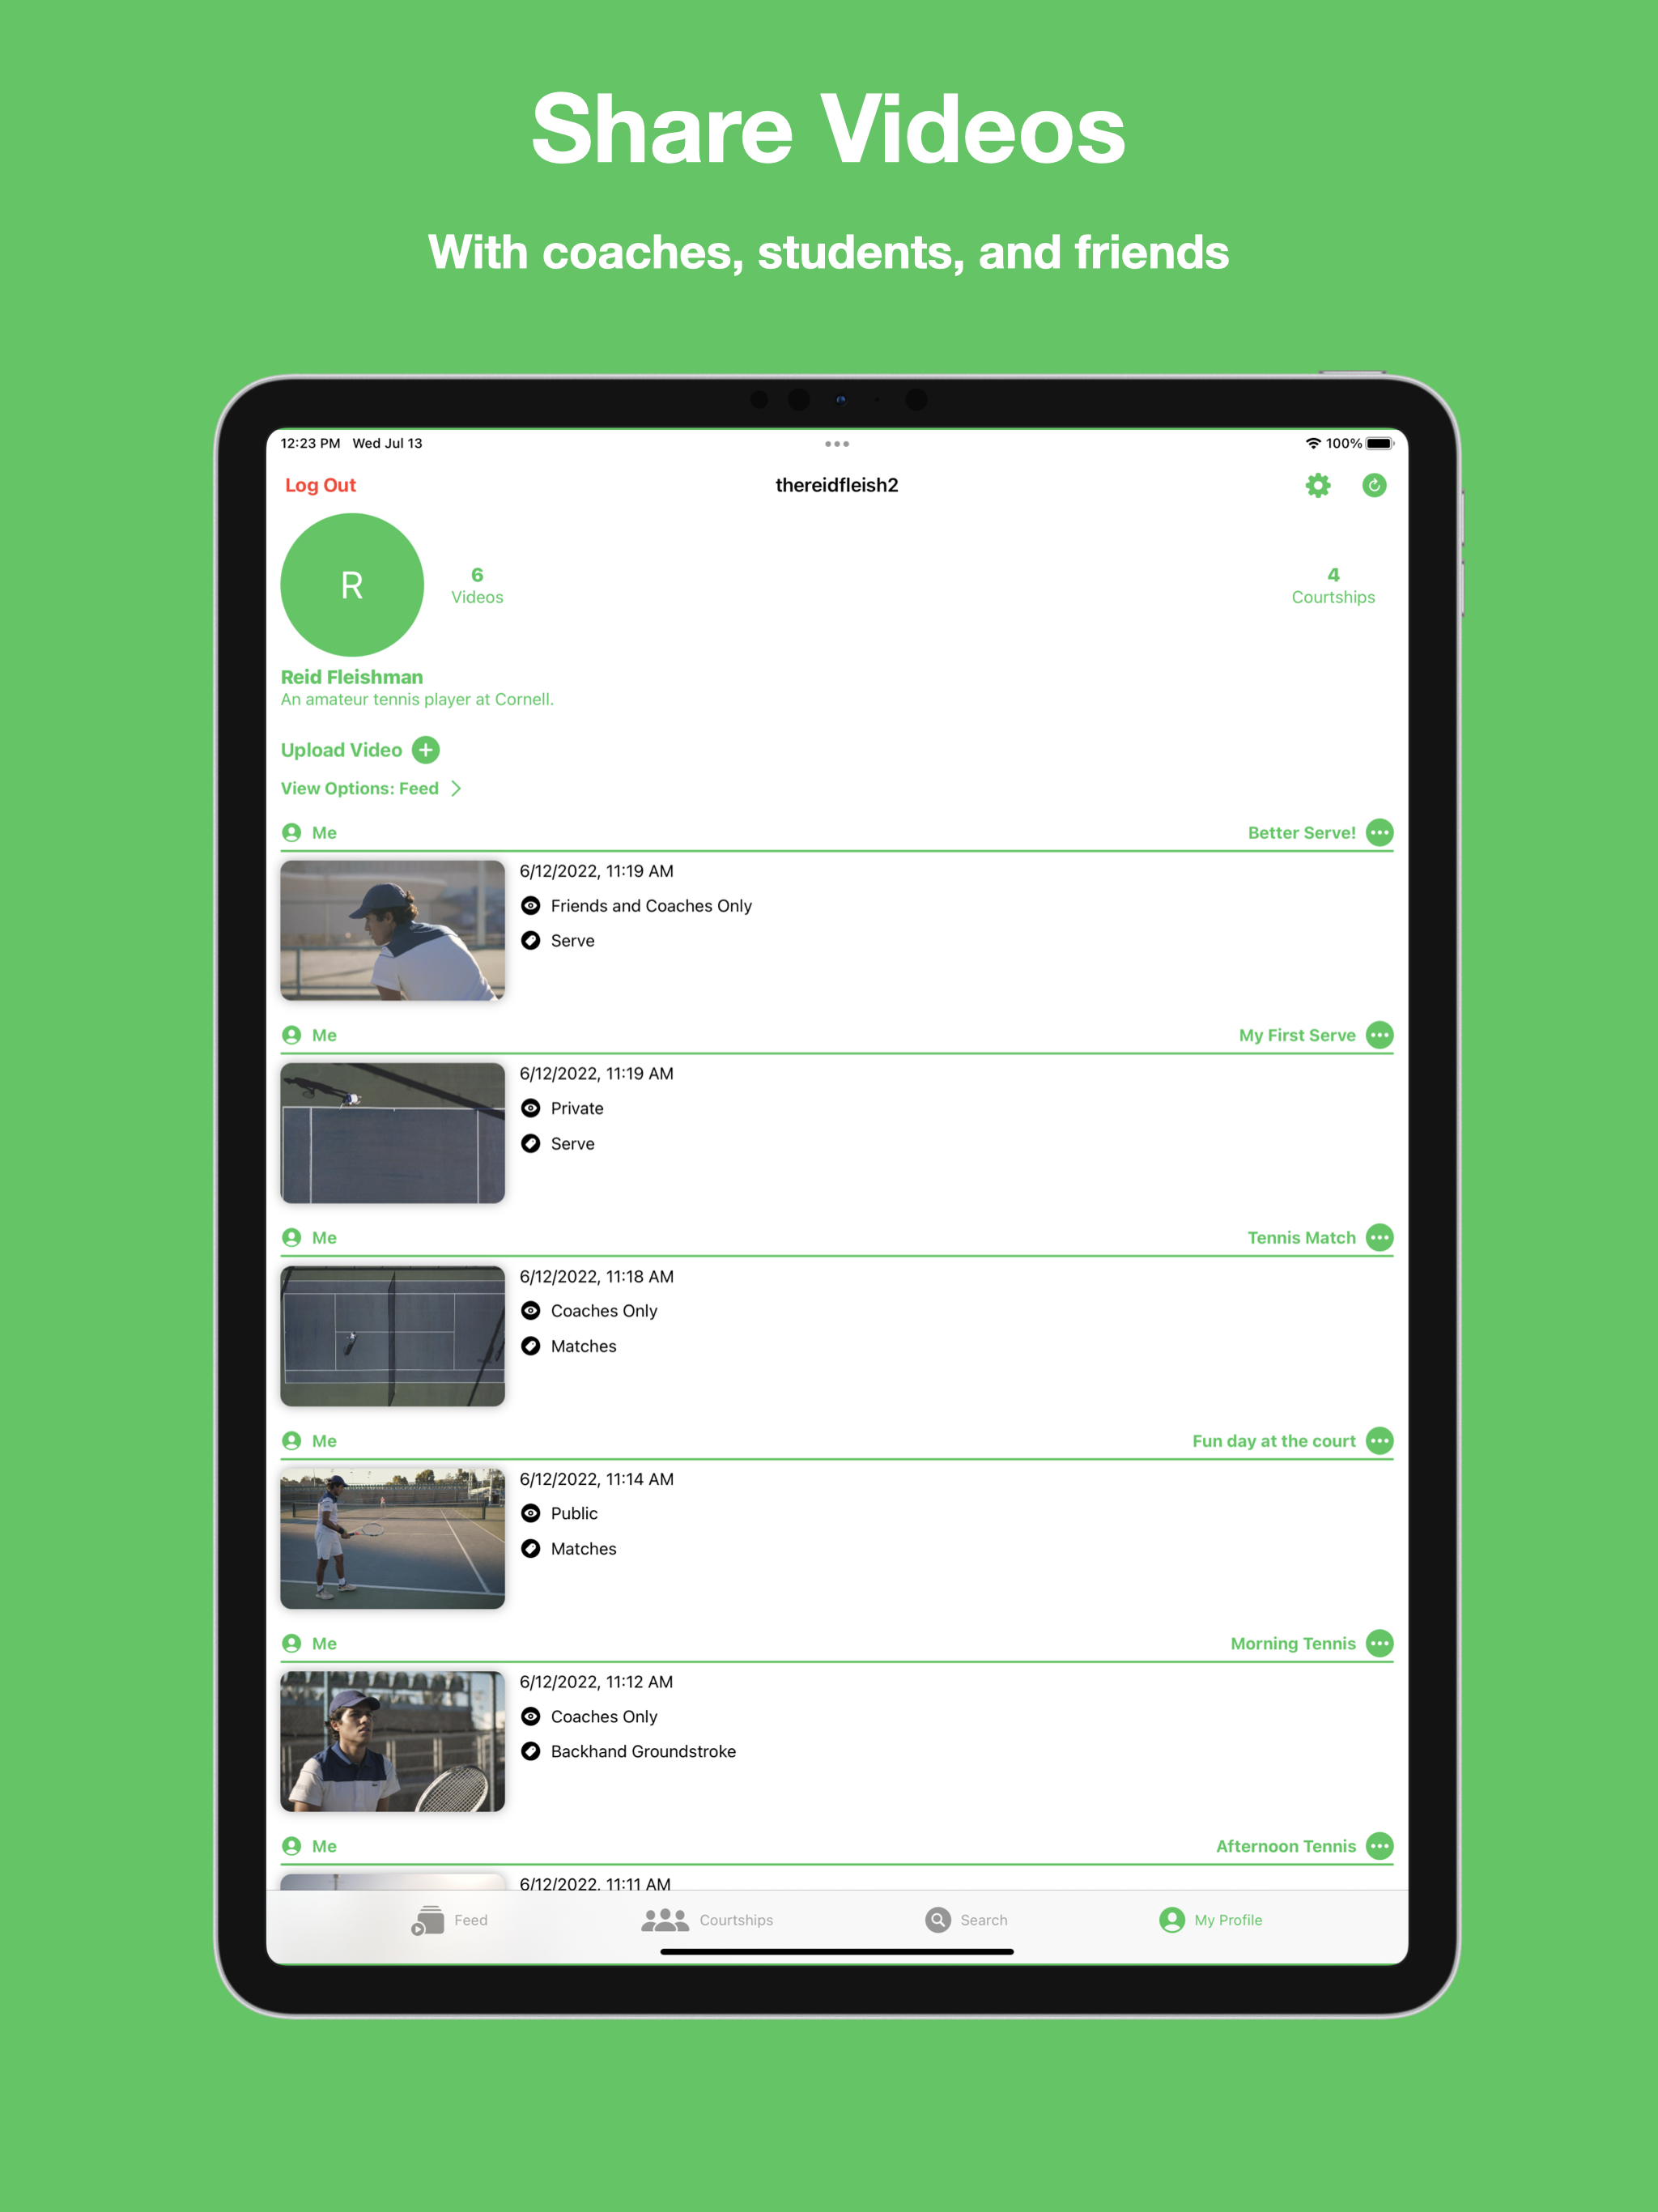 Share Videos
With coaches, students, and friends
12:23 PM Wed Jul 13
100%
Log Out
thereidfleish2
R
6
Videos
4
Courtships
Reid Fleishman
An amateur tennis player at Cornell.
Upload Video
View Options: Feed
Me
Better Serve!
6/12/2022, 11:19 AM
Friends and Coaches Only
Serve
Me
My First Serve
6/12/2022, 11:19 AM
Private
Serve
Me
Tennis Match
6/12/2022, 11:18 AM
Coaches Only
Matches
Me
Fun day at the court
6/12/2022, 11:14 AM
Public
Matches
Me
Morning Tennis
6/12/2022, 11:12 AM
Coaches Only
Backhand Groundstroke
Me
Afternoon Tennis
6/12/2022, 11:11 AM
Feed
Courtships
Search
My Profile